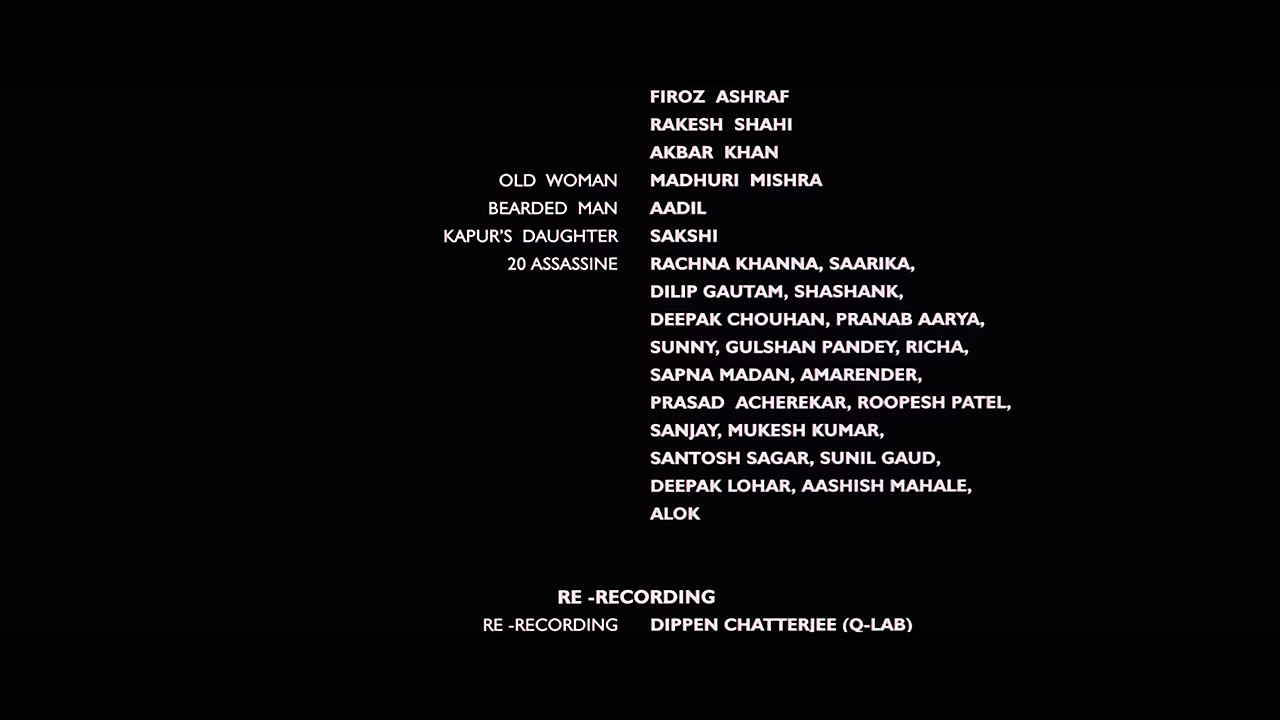 FIROZ ASHRAF
RAKESH SHAHI
AKBAR KHAN
OLD WOMAN MADHURI MISHRA
BEARDED MAN AADIL
KAPUR'S DAUGHTER SAKSHI
20 ASSASSINE RACHNA KHANNA, SAARIKA,
DILIP GAUTAM, SHASHANK,
DEEPAK CHOUHAN, PRANAB AARYA,
SUNNY, GULSHAN PANDEY, RICHA,
SAPNA MADAN, AMARENDER,
PRASAD ACHEREKAR, ROOPESH PATEL,
SANJAY, MUKESH KUMAR,
SANTOSH SAGAR, SUNIL GAUD,
DEEPAK LOHAR, AASHISH MAHALE,
ALOK
RE -RECORDING
RE -RECORDING DIPPEN CHATTERJEE (Q-LAB)